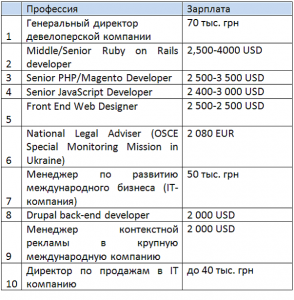 Профессия Зарплата
1 Генеральный директор девелоперской компании 70 тыс. грн
2 Middle/Senior Ruby on Rails developer 2,500-4000 USD
3 Senior PHP/Magento Developer 2 500-3 500 USD
4 Senior JavaScript Developer 2 400-3 000 USD
5 Front End Web Designer 2 500-2 500 USD
6 National Legal Adviser (OSCE Special Monitoring Mission in Ukraine) 2 080 EUR
7 Менеджер по развитию международного бизнеса (IT-компания) 50 тыс. грн
8 Drupal back-end developer 2 000 USD
9 Менеджер контекстной рекламы в крупную международную компанию 2 000 USD
10 Директор по продажам в IT компанию до 40 тыс. грн